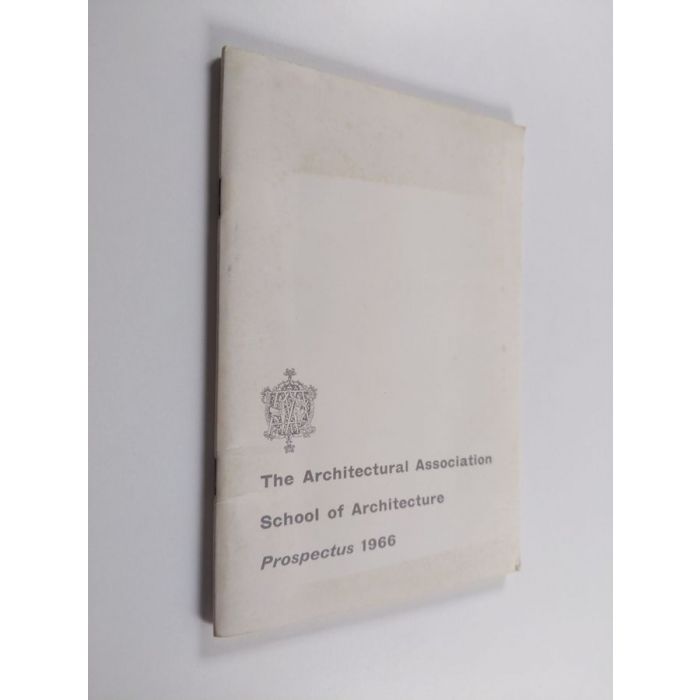 The Architectural Association
School of Architecture
Prospectus 1966